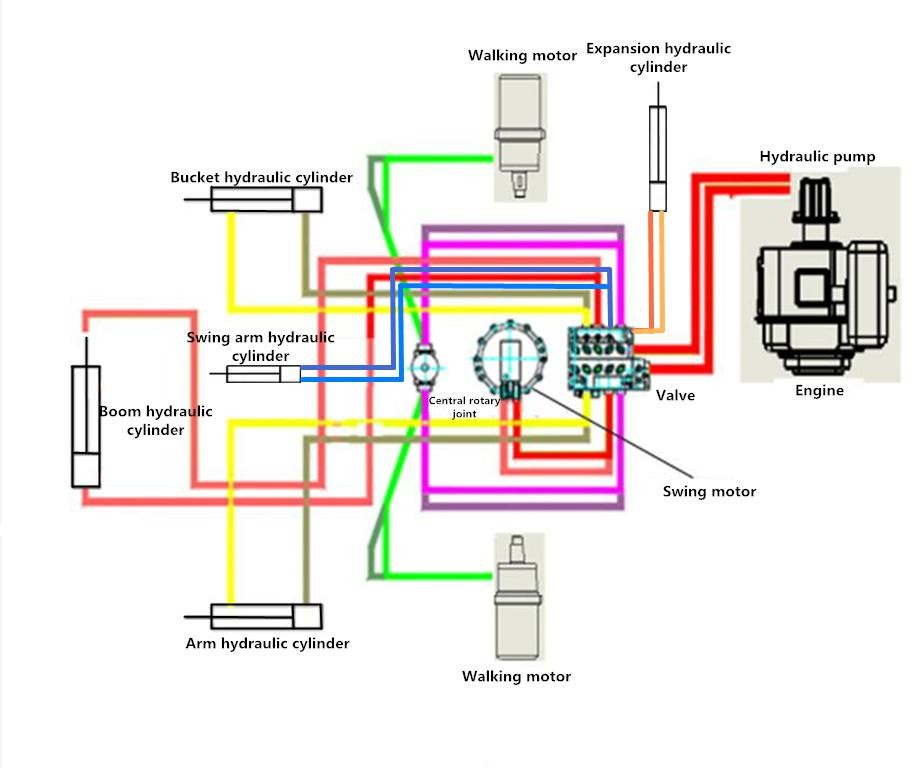 Walking motor
Expansion hydraulic
cylinder
Hydraulic pump
Bucket hydraulic cylinder
Swing arm hydraulic
cylinder
Central rotary
joint
Valve
Engine
Boom hydraulic
cylinder
Swing motor
Arm hydraulic cylinder
Walking motor